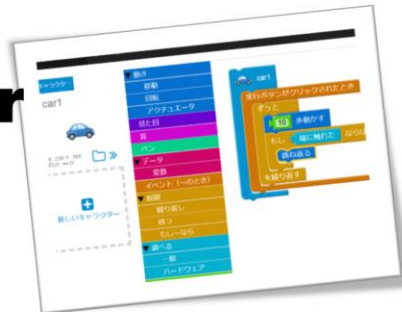 r
キャラクター
car1
新しいキャラクター
▼動き
移動
回転
アクチュエータ
見た目
音
ペン
▼データ
変数
イベント（〜のとき）
▼制御
繰り返し
待つ
もし〜なら
▼調べる
一般
ハードウェア
car1
実行ボタンがクリックされたとき
ずっと
10 歩動かす
もし 端に触れた なら
跳ね返る
を繰り返す